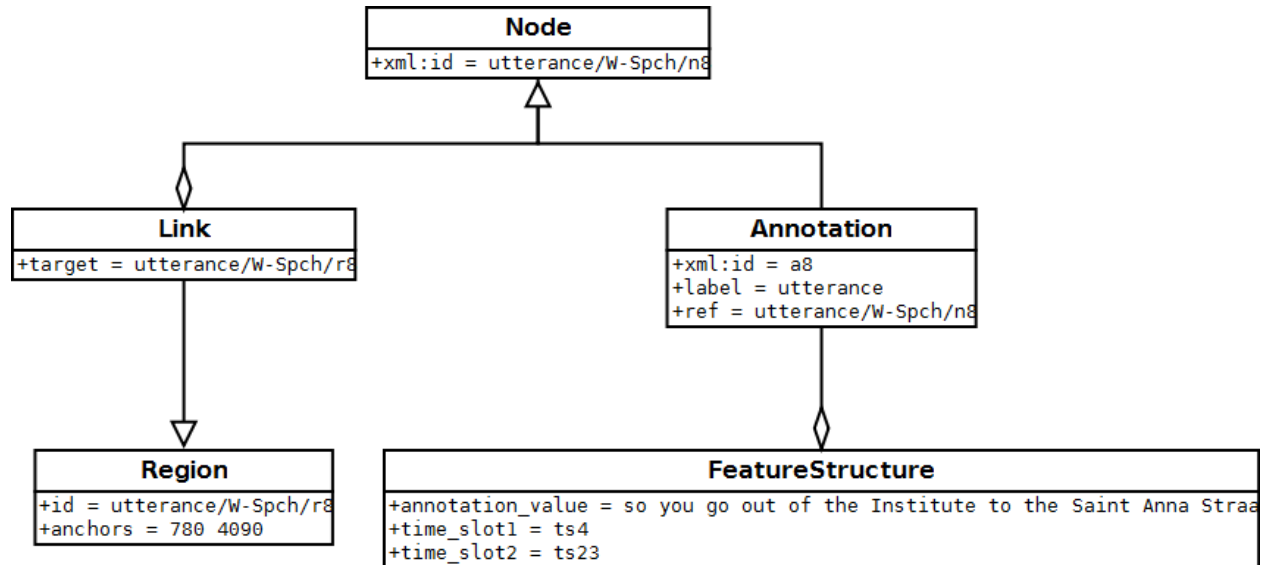 Node
+xml:id = utterance/W-Spch/n8
Link
+target = utterance/W-Spch/r8
Annotation
+xml:id = a8
+label = utterance
+ref = utterance/W-Spch/n8
Region
+id = utterance/W-Spch/r8
+anchors = 780 4090
FeatureStructure
+annotation_value = so you go out of the Institute to the Saint Anna Straa
+time_slot1 = ts4
+time_slot2 = ts23